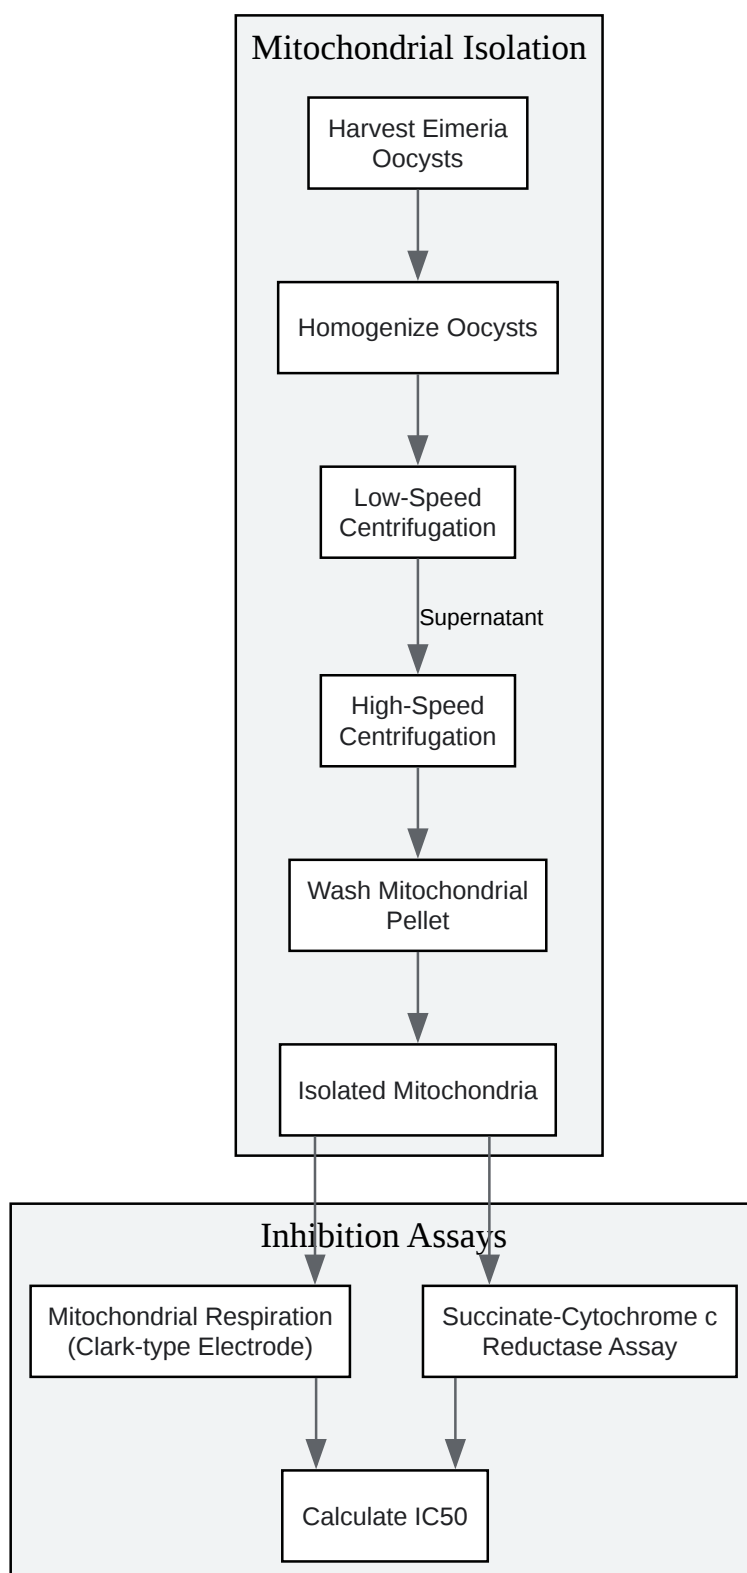 Mitochondrial Isolation
Harvest Eimeria
Oocysts
Homogenize Oocysts
Low-Speed
Centrifugation
Supernatant
High-Speed
Centrifugation
Wash Mitochondrial
Pellet
Isolated Mitochondria
Inhibition Assays
Mitochondrial Respiration
(Clark-type Electrode)
Succinate-Cytochrome c
Reductase Assay
Calculate IC50